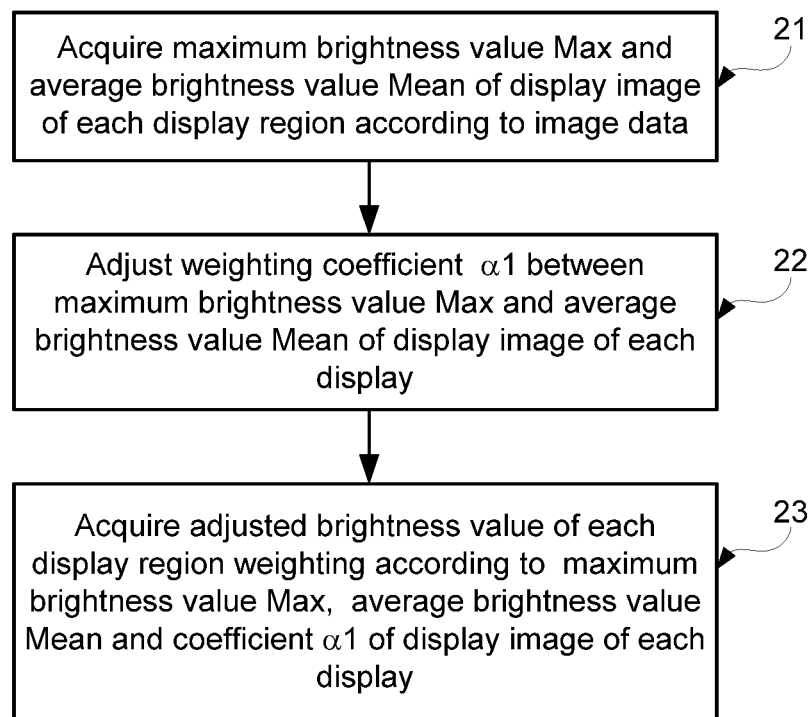 Acquire maximum brightness value Max and
average brightness value Mean of display image
of each display region according to image data
21
Adjust weighting coefficient α1 between
maximum brightness value Max and average
brightness value Mean of display image of each
display
22
Acquire adjusted brightness value of each
display region weighting according to maximum
brightness value Max, average brightness value
Mean and coefficient α1 of display image of each
display
23